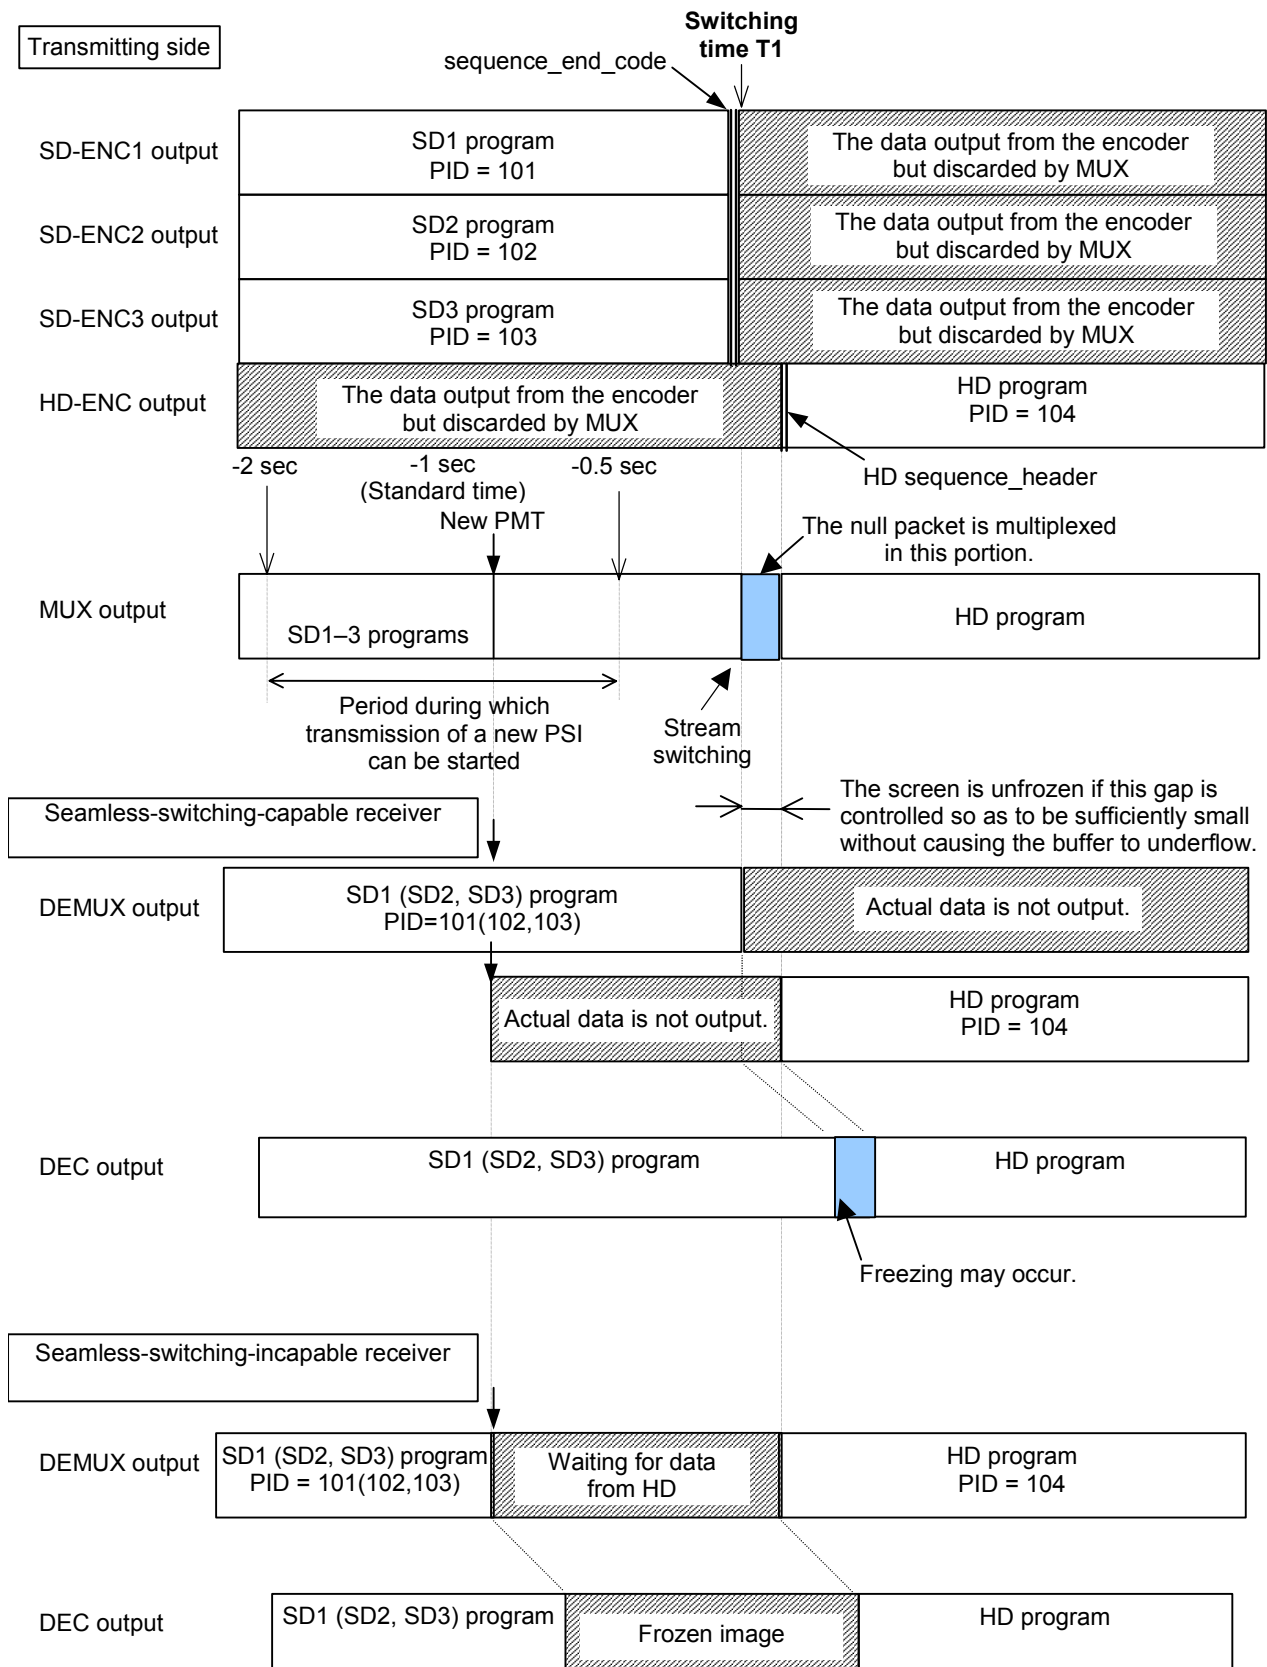 Transmitting side
Switching
time T1
sequence_end_code
SD-ENC1 output
SD1 program
PID = 101
The data output from the encoder
but discarded by MUX
SD-ENC2 output
SD2 program
PID = 102
The data output from the encoder
but discarded by MUX
SD-ENC3 output
SD3 program
PID = 103
The data output from the encoder
but discarded by MUX
HD-ENC output
The data output from the encoder
but discarded by MUX
HD program
PID = 104
-2 sec
-1 sec
(Standard time)
New PMT
-0.5 sec
HD sequence_header
The null packet is multiplexed
in this portion.
MUX output
SD1–3 programs
HD program
Period during which
transmission of a new PSI
can be started
Stream
switching
The screen is unfrozen if this gap is
controlled so as to be sufficiently small
without causing the buffer to underflow.
Seamless-switching-capable receiver
DEMUX output
SD1 (SD2, SD3) program
PID=101(102,103)
Actual data is not output.
Actual data is not output.
HD program
PID = 104
DEC output
SD1 (SD2, SD3) program
HD program
Freezing may occur.
Seamless-switching-incapable receiver
DEMUX output
SD1 (SD2, SD3) program
PID = 101(102,103)
Waiting for data
from HD
HD program
PID = 104
DEC output
SD1 (SD2, SD3) program
Frozen image
HD program